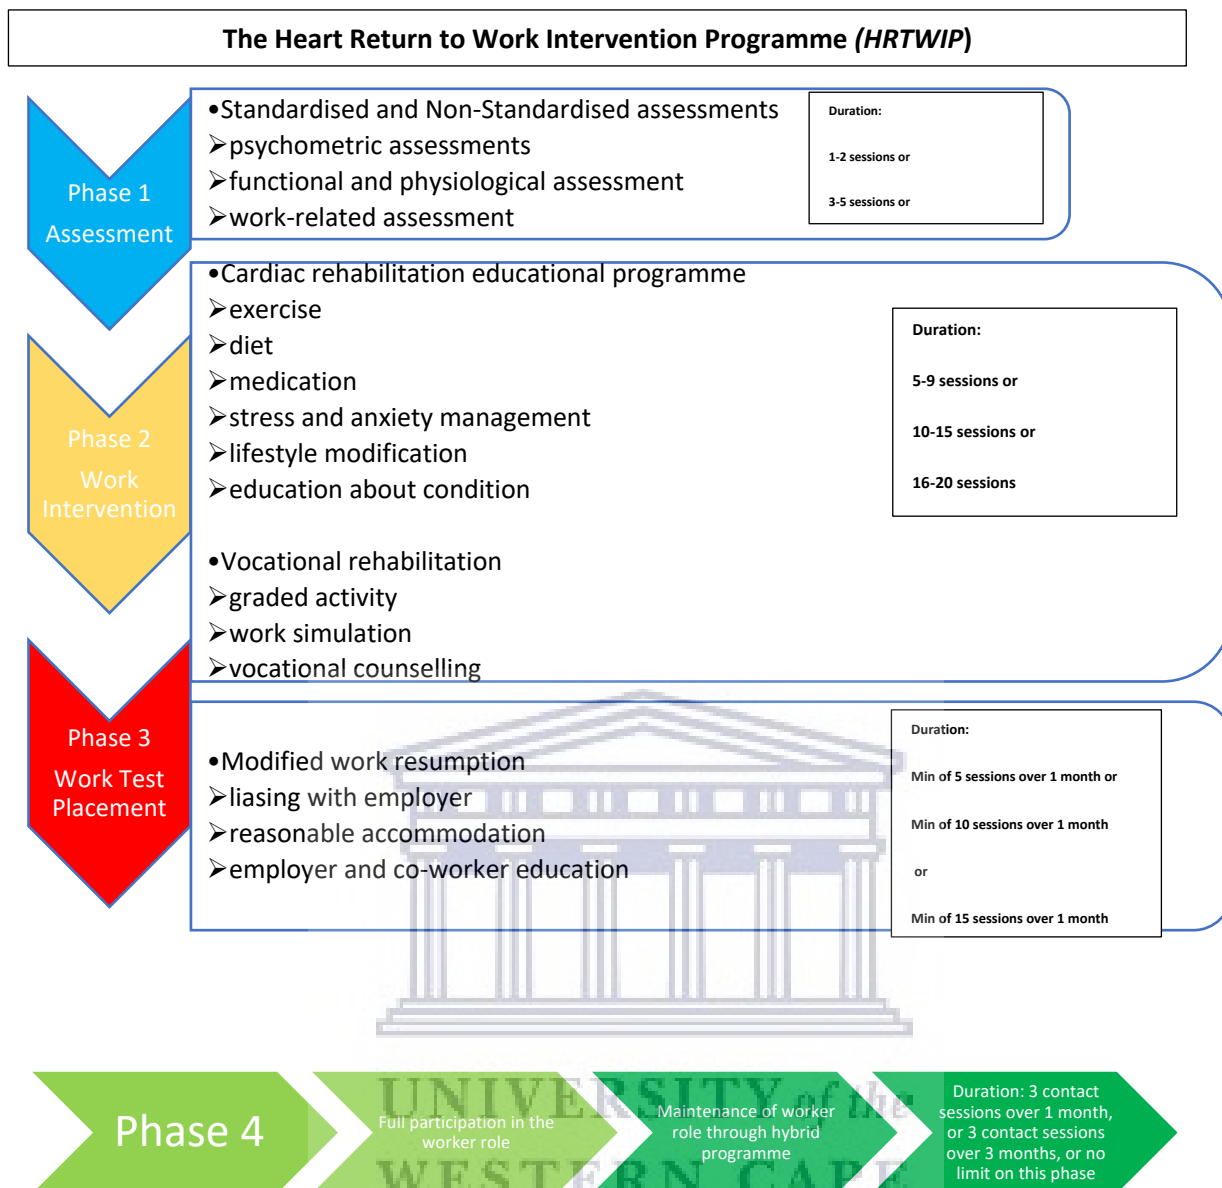 The Heart Return to Work Intervention Programme (HRTWIP)
Phase 1
Assessment
•Standardised and Non-Standardised assessments
➢psychometric assessments
➢functional and physiological assessment
➢work-related assessment
Duration:
1-2 sessions or
3-5 sessions or
Phase 2
Work
Intervention
•Cardiac rehabilitation educational programme
➢exercise
➢diet
➢medication
➢stress and anxiety management
➢lifestyle modification
➢education about condition
•Vocational rehabilitation
➢graded activity
➢work simulation
➢vocational counselling
Duration:
5-9 sessions or
10-15 sessions or
16-20 sessions
Phase 3
Work Test
Placement
•Modified work resumption
➢liasing with employer
➢reasonable accommodation
➢employer and co-worker education
Duration:
Min of 5 sessions over 1 month or
Min of 10 sessions over 1 month
or
Min of 15 sessions over 1 month
Phase 4
Full participation in the
worker role
Maintenance of worker
role through hybrid
programme
Duration: 3 contact
sessions over 1 month,
or 3 contact sessions
over 3 months, or no
limit on this phase
UNIVERSITY of the
WESTERN CAPE